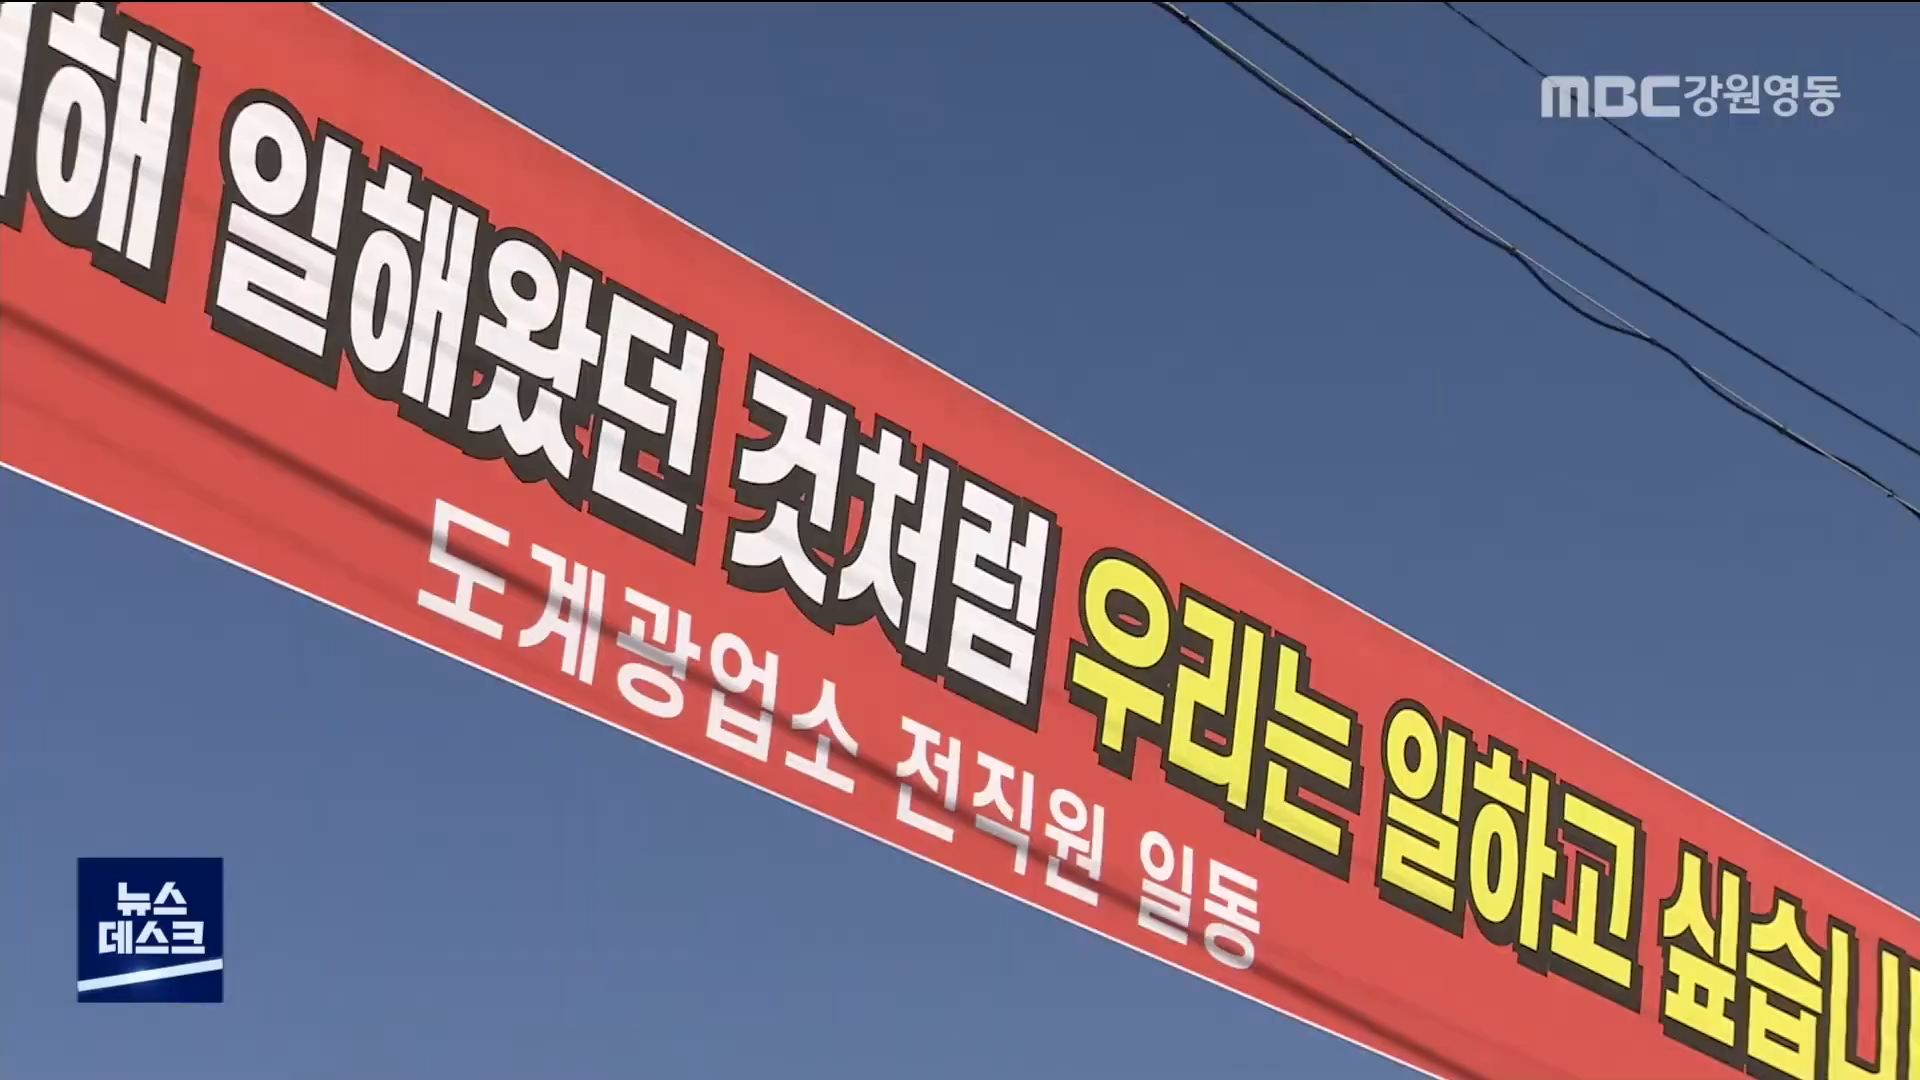 MBC강원영동
해 일해왔던 것처럼 우리는 일하고 싶습니
도계광업소 전직원 일동
뉴스
데스크